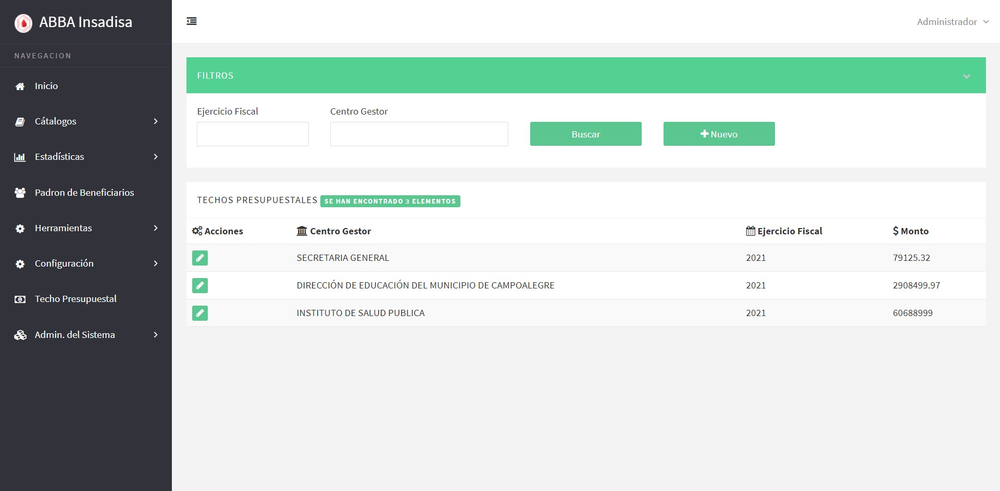 ABBA Insadisa
Administrador
NAVEGACION
Inicio
Cátalogos
Estadísticas
Padron de Beneficiarios
Herramientas
Configuración
Techo Presupuestal
Admin. del Sistema
FILTROS
Ejercicio Fiscal
Centro Gestor
Buscar
Nuevo
TECHOS PRESUPUESTALES SE HAN ENCONTRADO 3 ELEMENTOS
Acciones Centro Gestor Ejercicio Fiscal $ Monto
SECRETARIA GENERAL 2021 79125.32
DIRECCIÓN DE EDUCACIÓN DEL MUNICIPIO DE CAMPOALEGRE 2021 2908499.97
INSTITUTO DE SALUD PUBLICA 2021 60688999